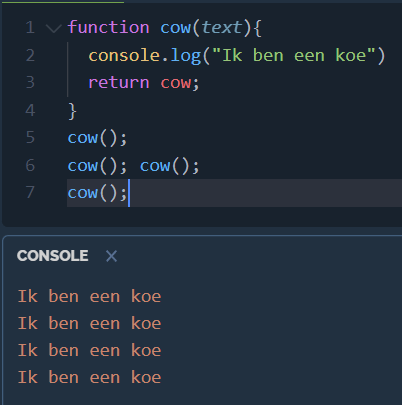 1 function cow(text){
2 console.log("Ik ben een koe")
3 return cow;
4 }
5 cow();
6 cow(); cow();
7 cow();
CONSOLE X
Ik ben een koe
Ik ben een koe
Ik ben een koe
Ik ben een koe